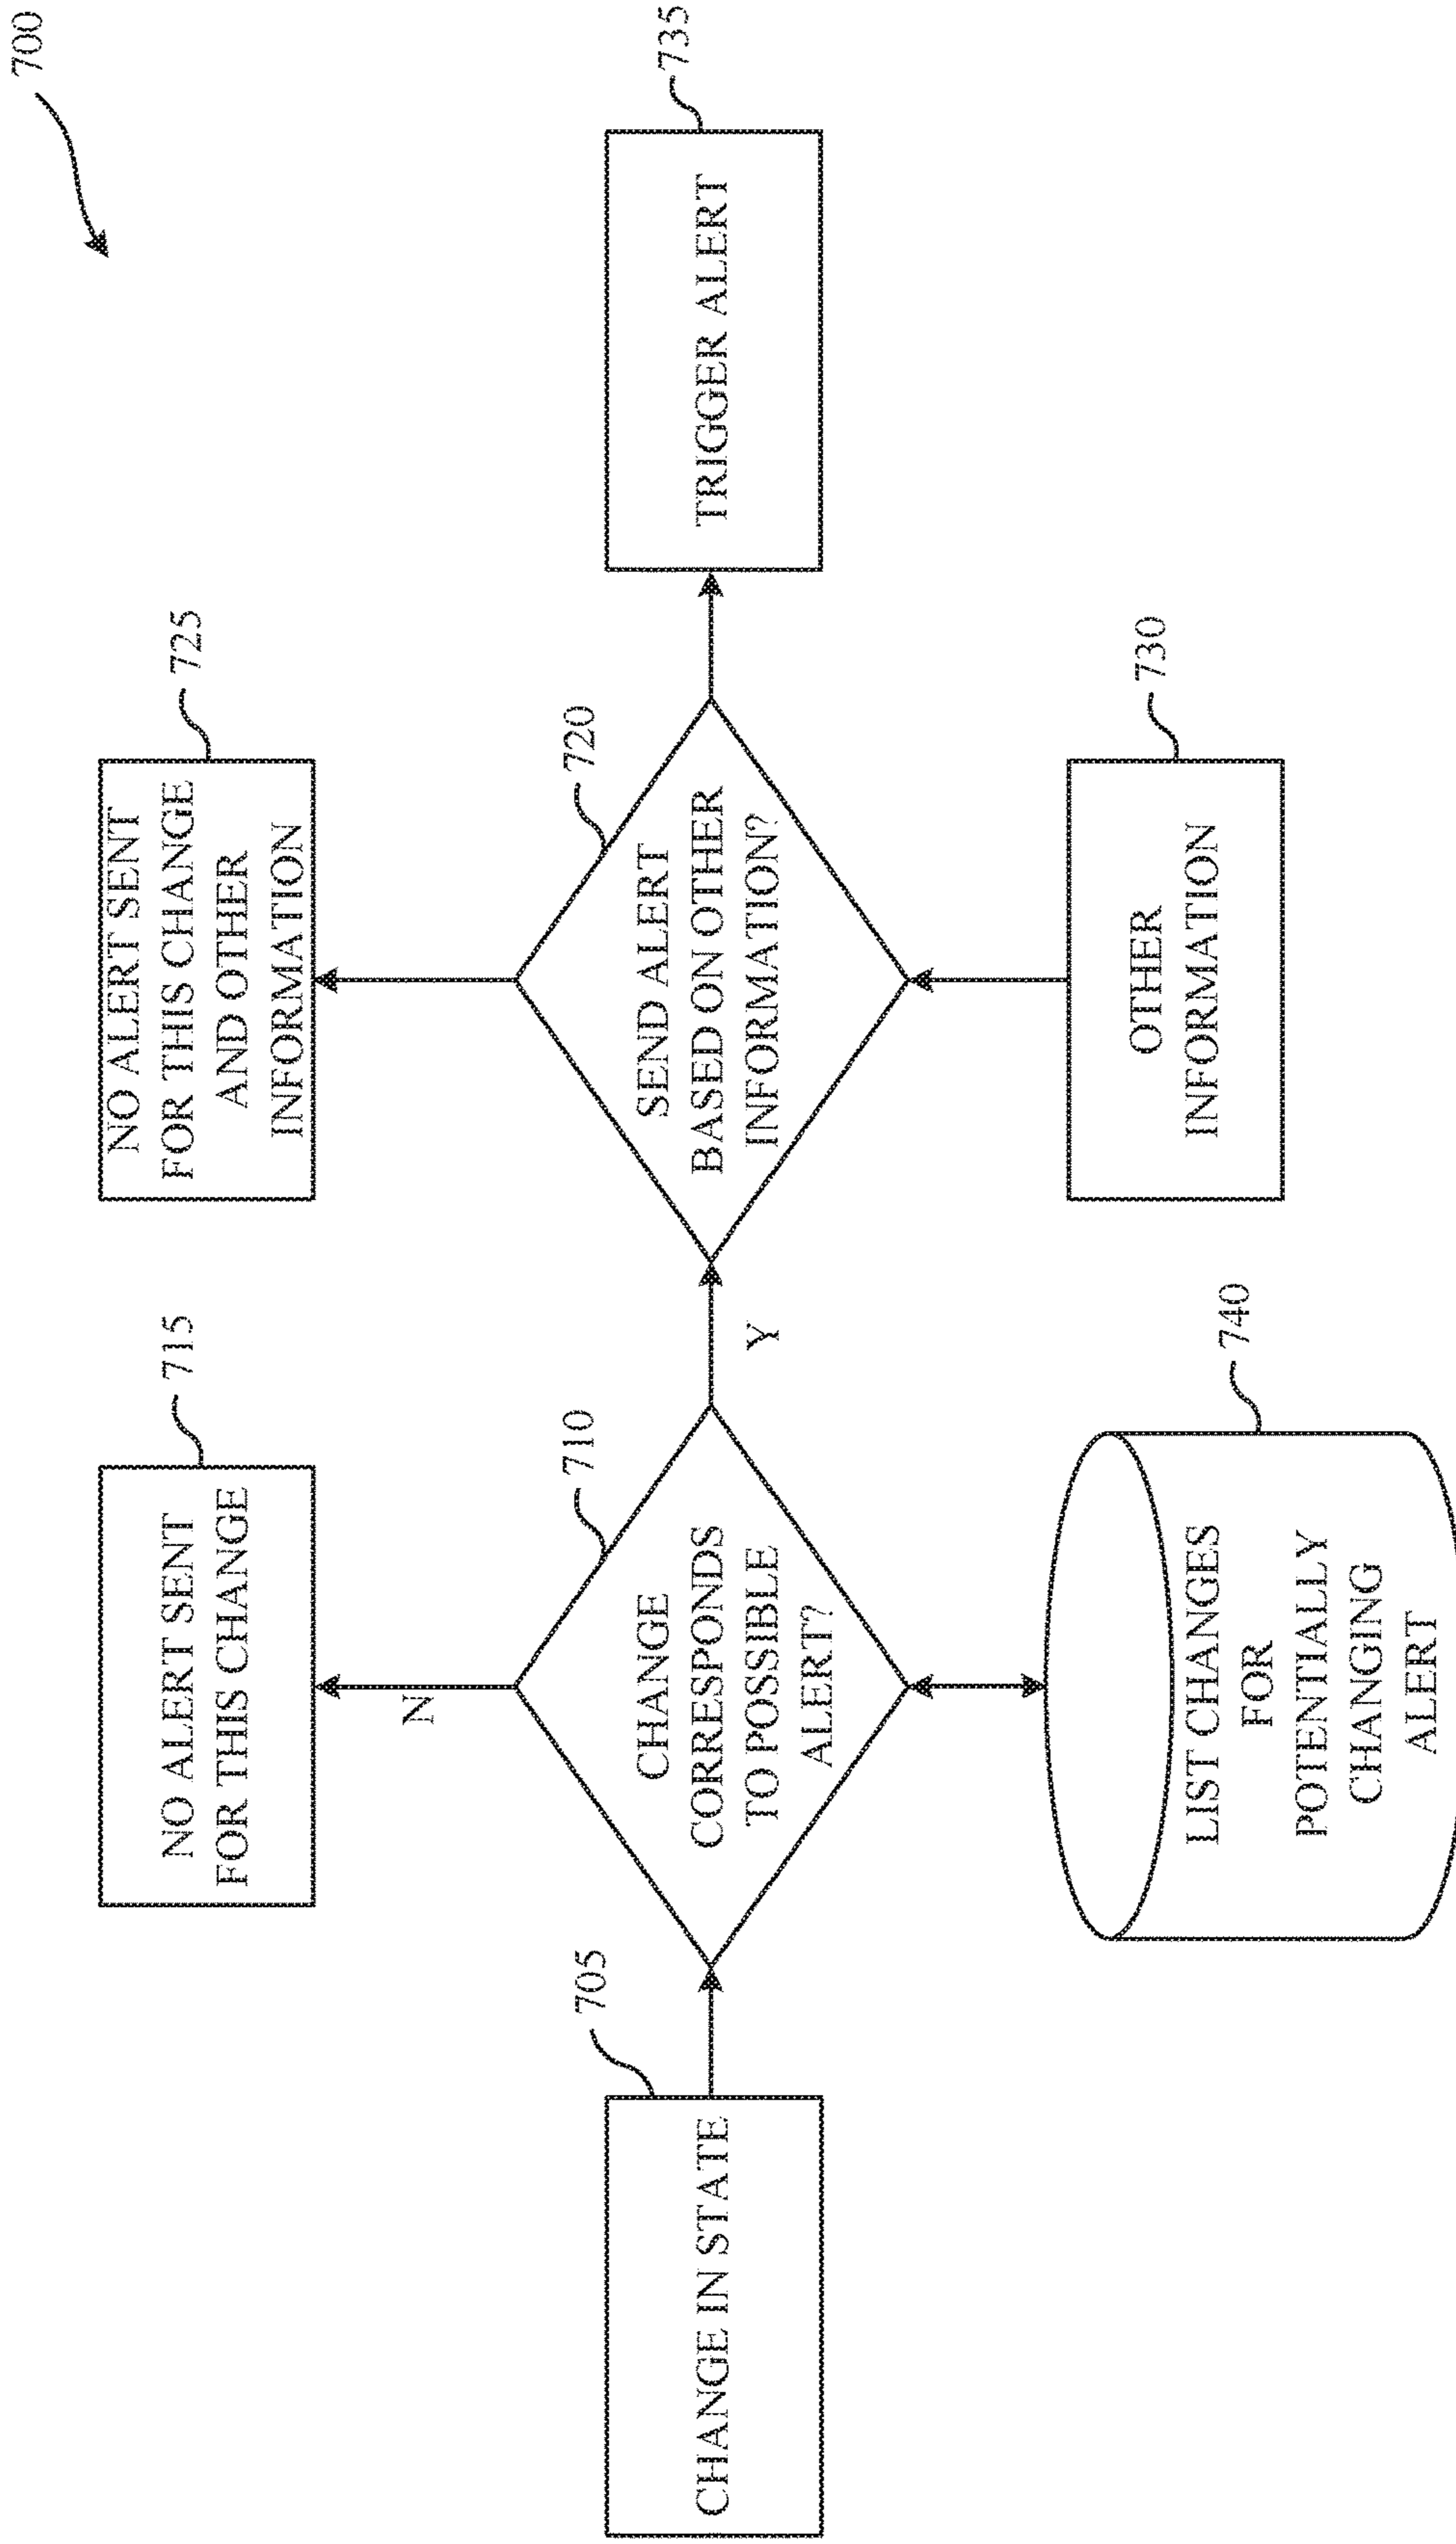 700
NO ALERT SENT
FOR THIS CHANGE
715
NO ALERT SENT
FOR THIS CHANGE
AND OTHER
INFORMATION
725
CHANGE IN STATE
705
CHANGE
CORRESPONDS
TO POSSIBLE
ALERT?
710
N
Y
SEND ALERT
BASED ON OTHER
INFORMATION?
720
TRIGGER ALERT
735
LIST CHANGES
FOR
POTENTIALLY
CHANGING
ALERT
740
OTHER
INFORMATION
730